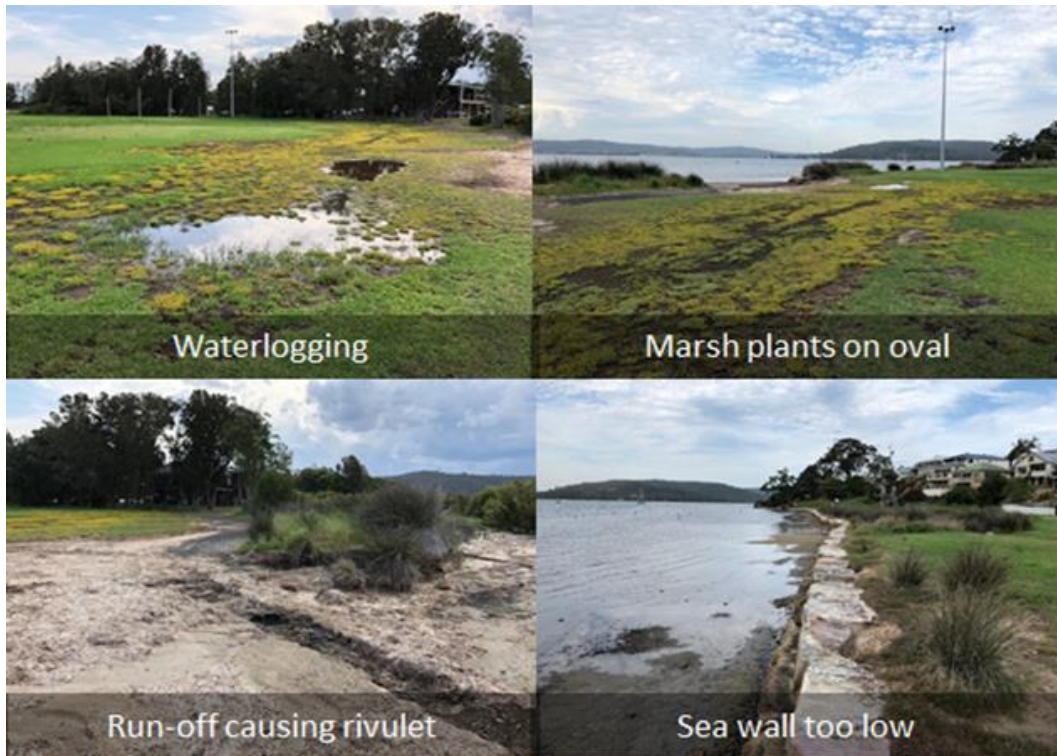 Waterlogging
Marsh plants on oval
Run-off causing rivulet
Sea wall too low